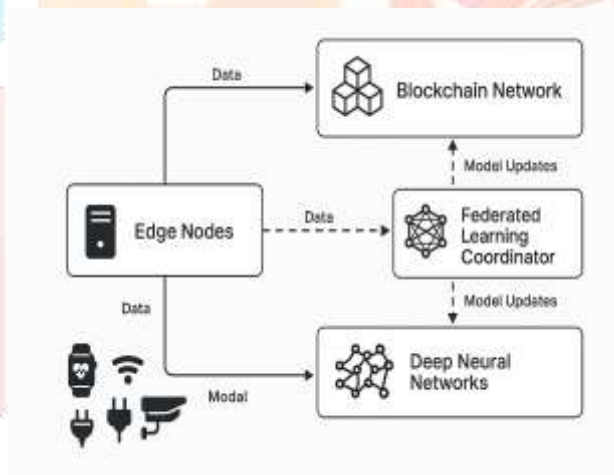 Data
Blockchain Network
Model Updates
Edge Nodes
Data
Federated
Learning
Coordinator
Data
Model Updates
Deep Neural
Networks
Modal